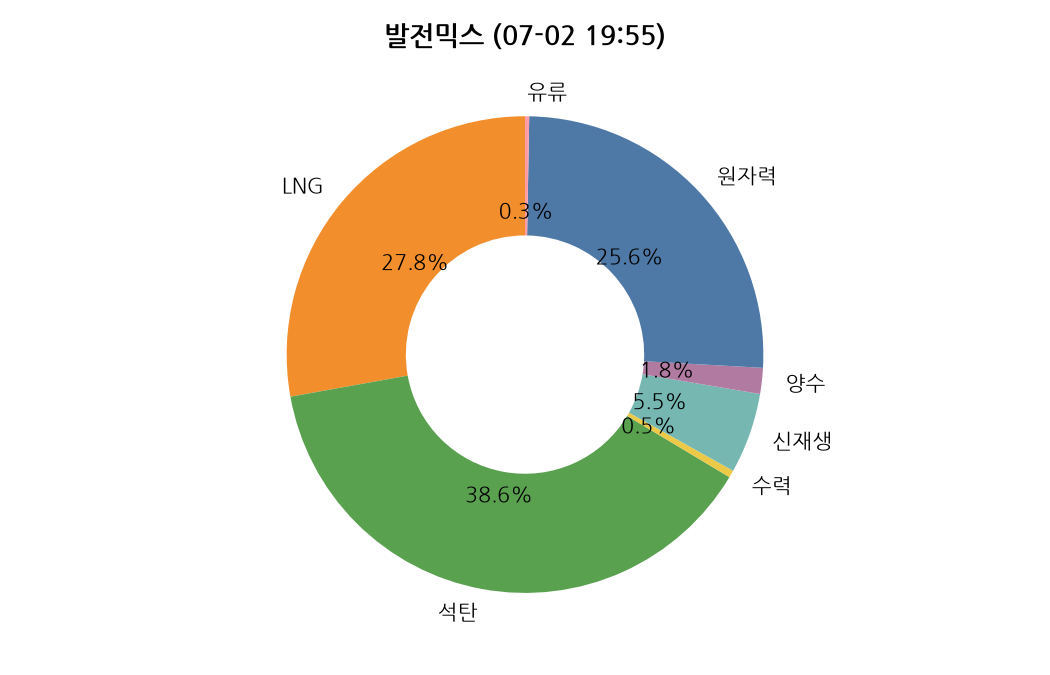 발전믹스 (07-02 19:55)
유류
원자력
LNG
0.3%
25.6%
27.8%
1.8%
양수
5.5%
0.5%
신재생
수력
38.6%
석탄